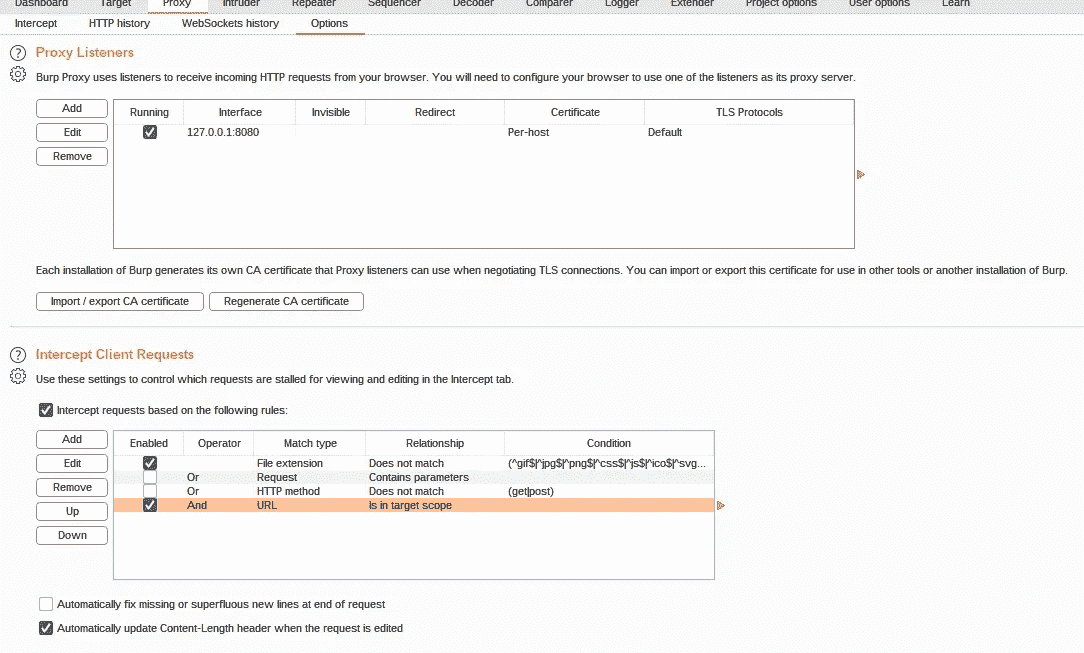 Dashboard Target Proxy Intruder Repeater Sequencer Decoder Comparer Logger Extender Project options User options Learn
Intercept HTTP history WebSockets history Options
? Proxy Listeners
Burp Proxy uses listeners to receive incoming HTTP requests from your browser. You will need to configure your browser to use one of the listeners as its proxy server.
Add Running Interface Invisible Redirect Certificate TLS Protocols
Edit 127.0.0.1:8080 Per-host Default
Remove
Each installation of Burp generates its own CA certificate that Proxy listeners can use when negotiating TLS connections. You can import or export this certificate for use in other tools or another installation of Burp.
Import / export CA certificate Regenerate CA certificate
? Intercept Client Requests
Use these settings to control which requests are stalled for viewing and editing in the Intercept tab.
Intercept requests based on the following rules:
Add Enabled Operator Match type Relationship Condition
Edit File extension Does not match (^gif$|^jpg$|^png$|^css$|^js$|^ico$|^svg...
Or Request Contains parameters
Remove Or HTTP method Does not match (get|post)
Up And URL Is in target scope
Down
Automatically fix missing or superfluous new lines at end of request
Automatically update Content-Length header when the request is edited